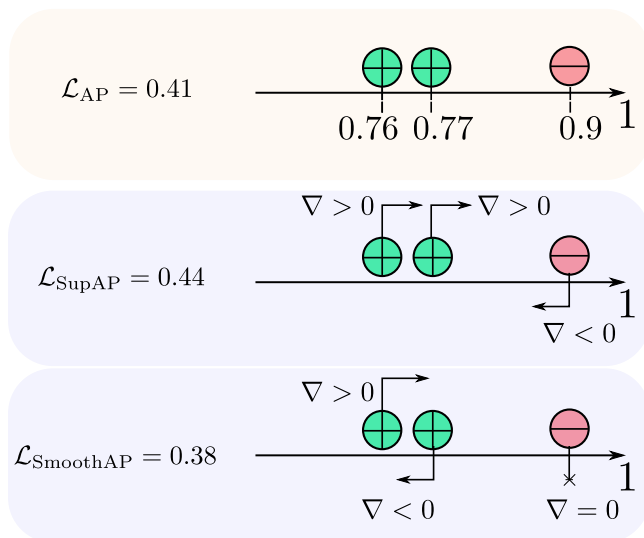 ℒ_AP = 0.41
0.76 0.77 0.9 1
∇ > 0 ∇ > 0
ℒ_SupAP = 0.44
1
∇ < 0
∇ > 0
ℒ_SmoothAP = 0.38
1
∇ < 0 ∇ = 0